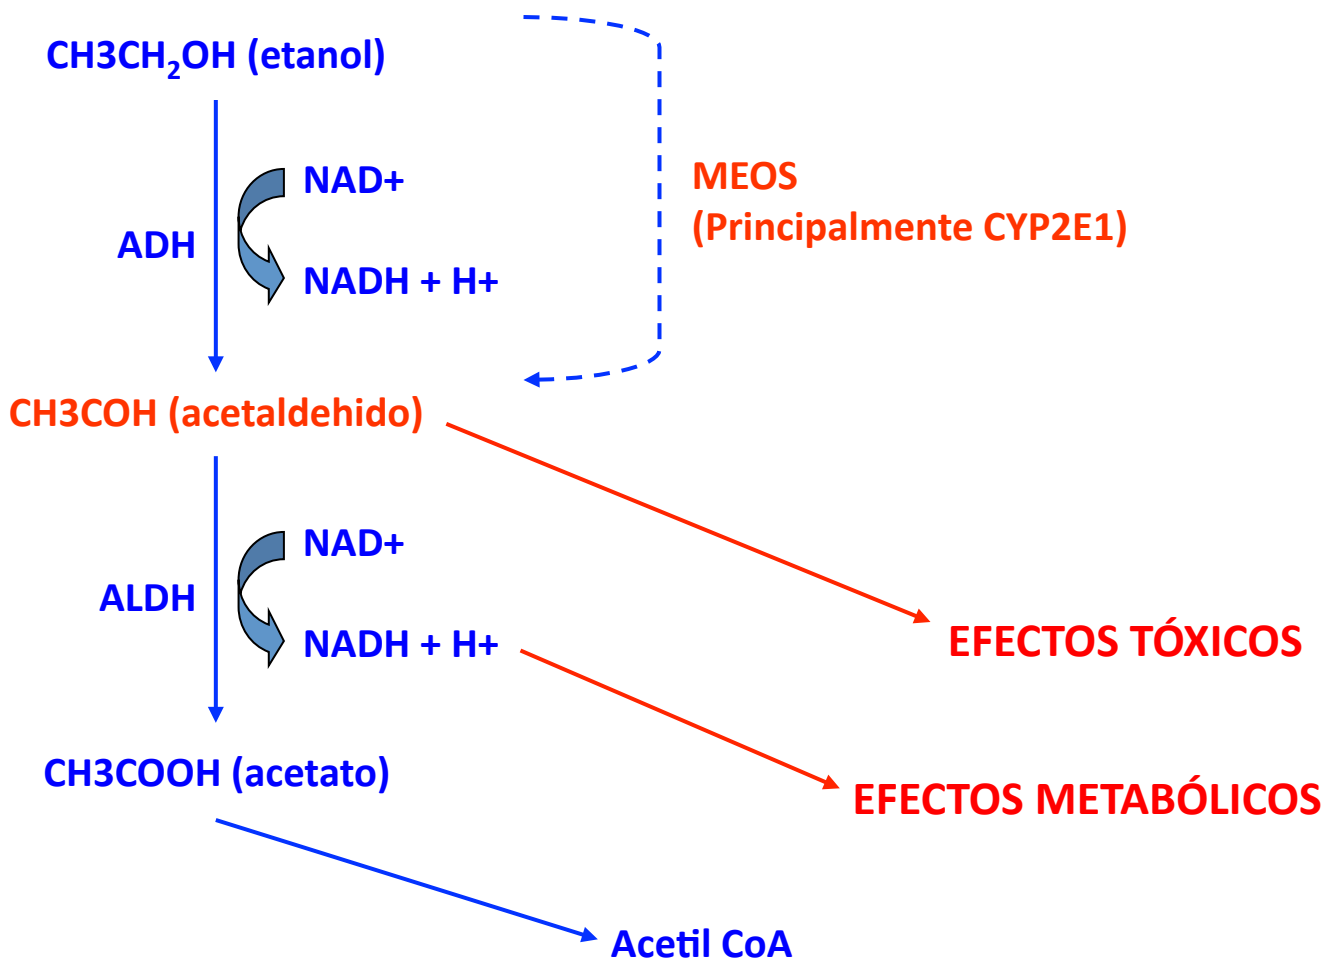 CH3CH₂OH (etanol)
NAD+
MEOS
(Principalmente CYP2E1)
ADH
NADH + H+
CH3COH (acetaldehido)
NAD+
ALDH
NADH + H+
EFECTOS TÓXICOS
CH3COOH (acetato)
EFECTOS METABÓLICOS
Acetil CoA